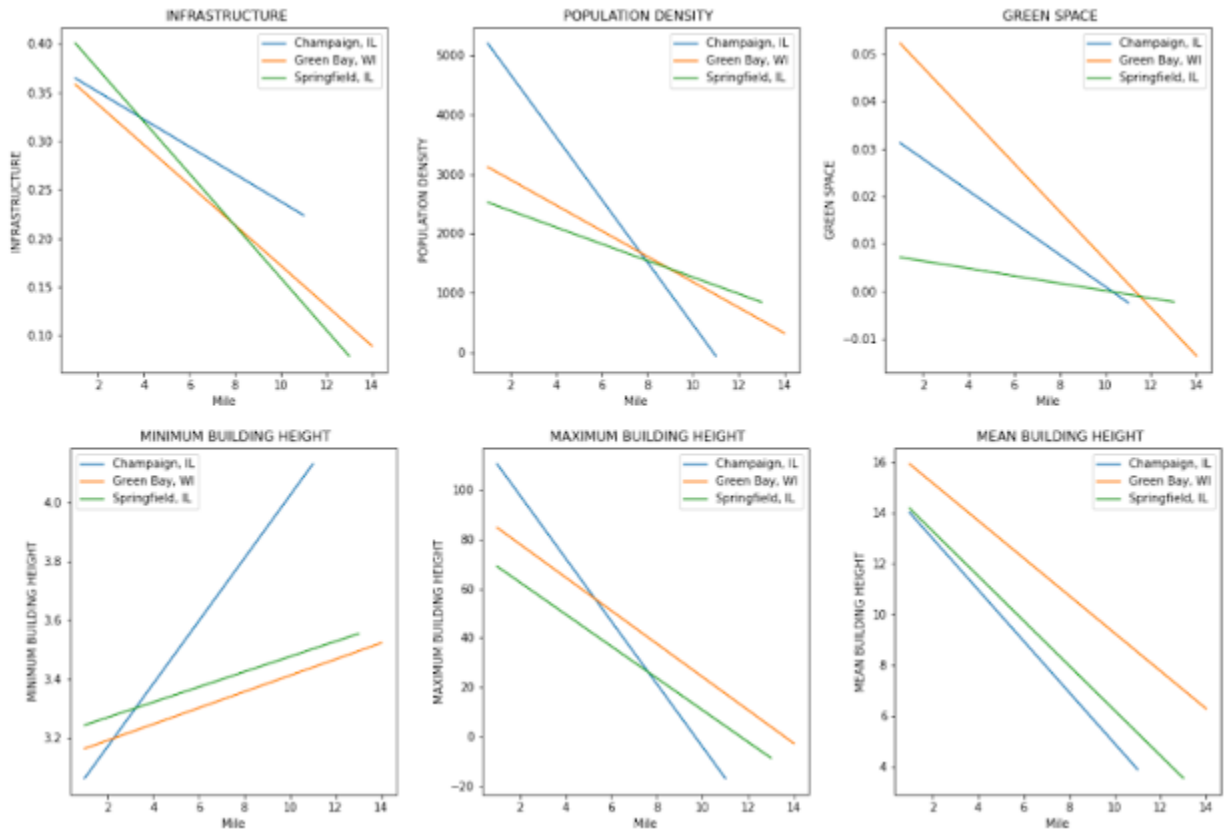 INFRASTRUCTURE
Champaign, IL
Green Bay, WI
Springfield, IL
0.40
0.35
0.30
0.25
0.20
0.15
0.10
INFRASTRUCTURE
2 4 6 8 10 12 14
Mile
POPULATION DENSITY
Champaign, IL
Green Bay, WI
Springfield, IL
5000
4000
3000
2000
1000
0
POPULATION DENSITY
2 4 6 8 10 12 14
Mile
GREEN SPACE
Champaign, IL
Green Bay, WI
Springfield, IL
0.05
0.04
0.03
0.02
0.01
0.00
−0.01
GREEN SPACE
2 4 6 8 10 12 14
Mile
MINIMUM BUILDING HEIGHT
Champaign, IL
Green Bay, WI
Springfield, IL
4.0
3.8
3.6
3.4
3.2
MINIMUM BUILDING HEIGHT
2 4 6 8 10 12 14
Mile
MAXIMUM BUILDING HEIGHT
Champaign, IL
Green Bay, WI
Springfield, IL
100
80
60
40
20
0
−20
MAXIMUM BUILDING HEIGHT
2 4 6 8 10 12 14
Mile
MEAN BUILDING HEIGHT
Champaign, IL
Green Bay, WI
Springfield, IL
16
14
12
10
8
6
4
MEAN BUILDING HEIGHT
2 4 6 8 10 12 14
Mile